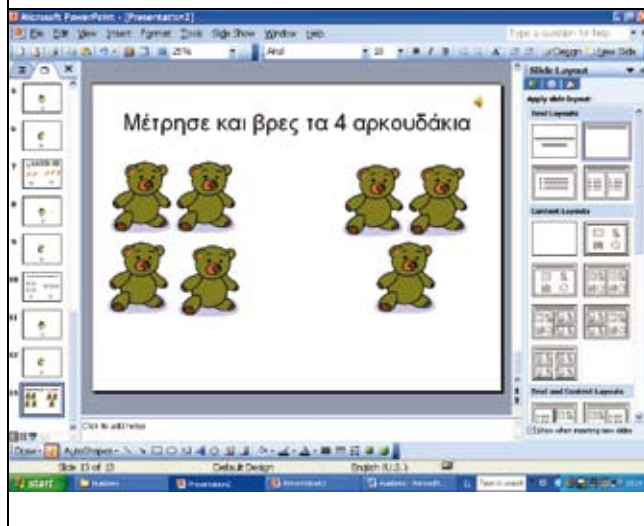 Microsoft PowerPoint - [Presentation2]
File Edit View Insert Format Tools Slide Show Window Help
Type a question for help
25% Arial
Design New Slide
Slide Layout
Apply slide layout:
Text Layouts
Μέτρησε και βρες τα 4 αρκουδάκια
Content Layouts
Text and Content Layouts
Click to add notes
Show when inserting new slides
Draw AutoShapes
Slide 13 of 13 Default Design English (U.S.)
start Presentation2